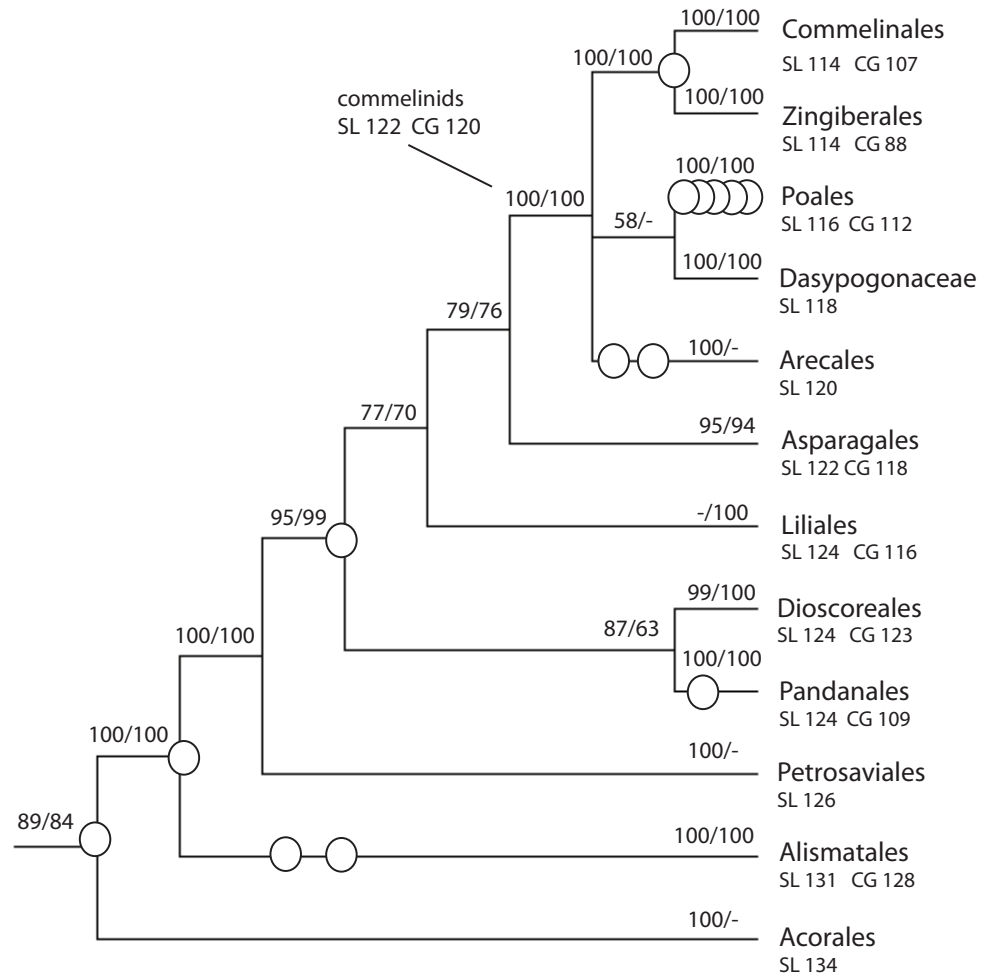 100/100
Commelinales
SL 114 CG 107
100/100
100/100
Zingiberales
SL 114 CG 88
commelinids
SL 122 CG 120
100/100
Poales
SL 116 CG 112
100/100
58/-
100/100
Dasypogonaceae
SL 118
79/76
100/-
Arecales
SL 120
77/70
95/94
Asparagales
SL 122 CG 118
95/99
-/100
Liliales
SL 124 CG 116
99/100
Dioscoreales
SL 124 CG 123
87/63
100/100
100/100
Pandanales
SL 124 CG 109
100/100
100/-
Petrosaviales
SL 126
89/84
100/100
Alismatales
SL 131 CG 128
100/-
Acorales
SL 134